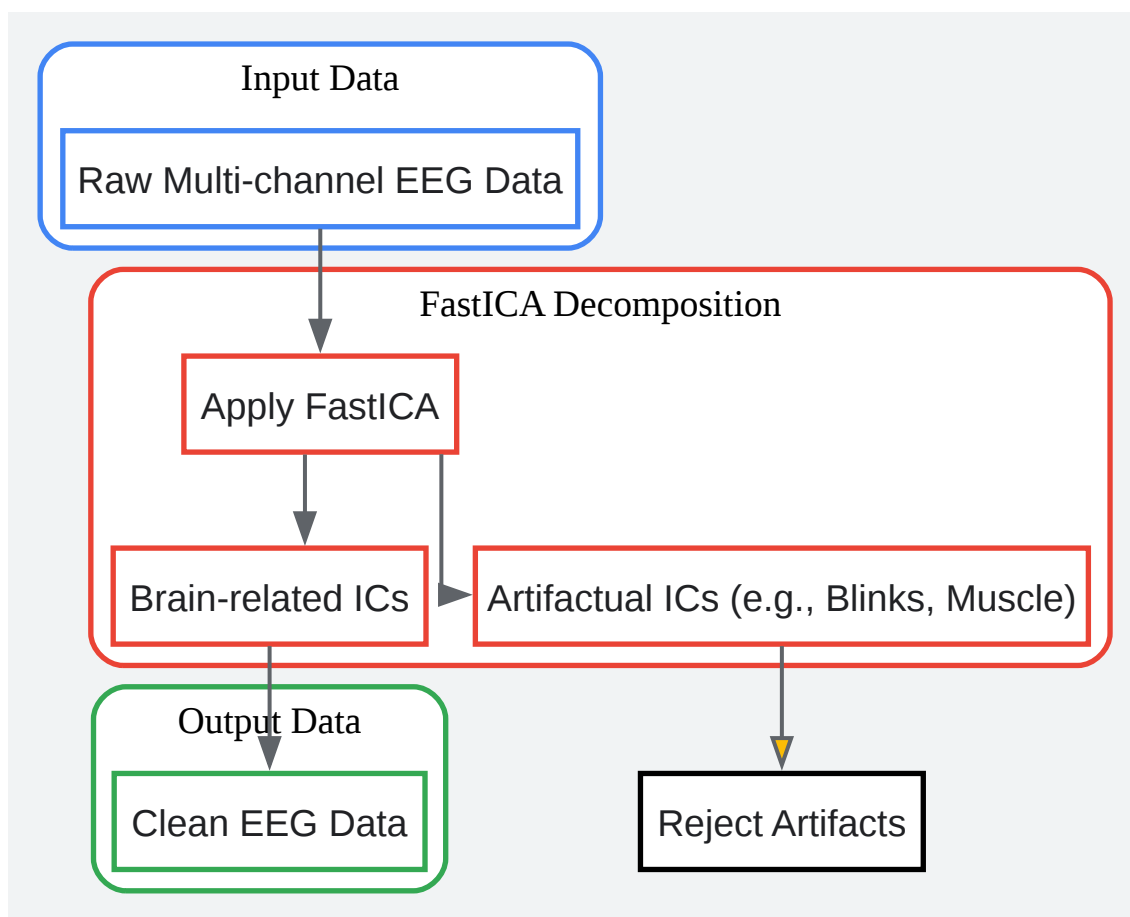 Input Data
Raw Multi-channel EEG Data
FastICA Decomposition
Apply FastICA
Brain-related ICs
Artifactual ICs (e.g., Blinks, Muscle)
Output Data
Clean EEG Data
Reject Artifacts